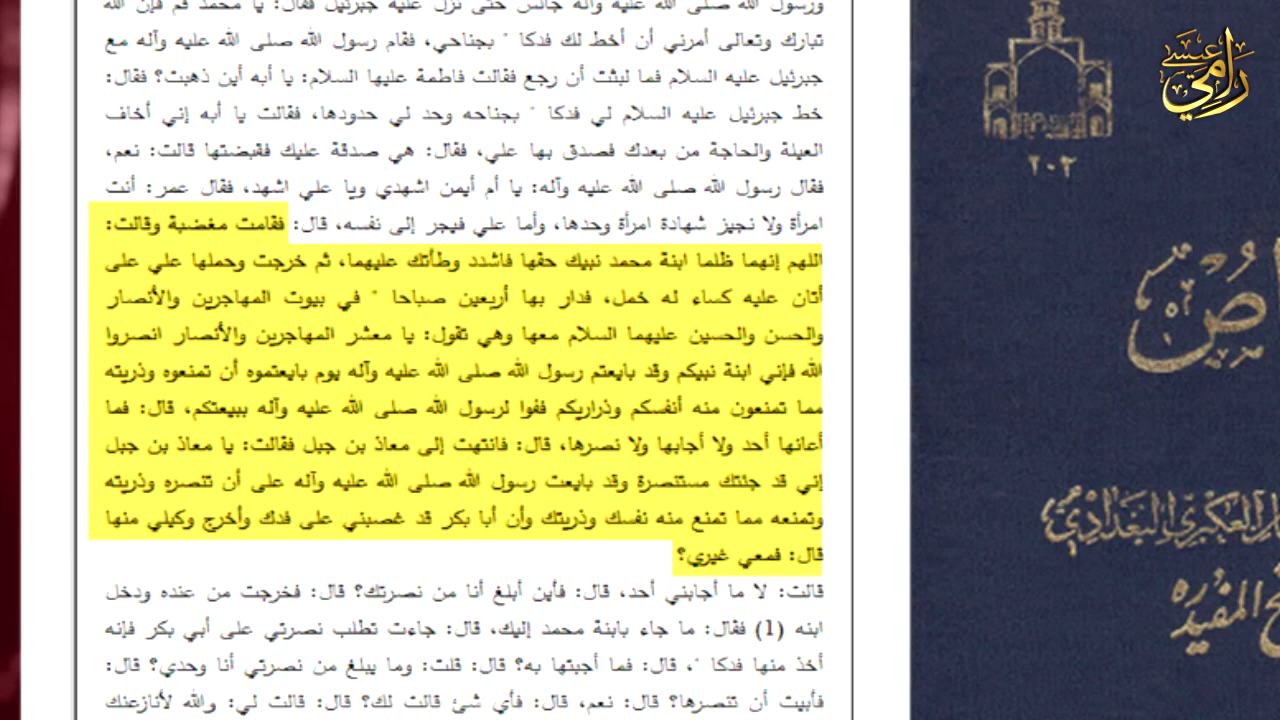 ورسول الله صلى الله عليه وآله جالس حتى نزل عليه جبرئيل فقال: يا محمد قم فإن الله
تبارك وتعالى أمرني أن أخط لك فدكا " بجناحي، فقام رسول الله صلى الله عليه وآله مع
جبرئيل عليه السلام فما لبثت أن رجع فقالت فاطمة عليها السلام: يا أبه أين ذهبت؟ فقال:
خط جبرئيل عليه السلام لي فدكا " بجناحه وحد لي حدودها، فقالت يا أبه إني أخاف
العيلة والحاجة من بعدك فصدق بها علي، فقال: هي صدقة عليك فقبضتها قالت: نعم،
فقال رسول الله صلى الله عليه وآله: يا أم أيمن اشهدي ويا علي اشهد، فقال عمر: أنت
امرأة ولا نجيز شهادة امرأة وحدها، وأما علي فيجر إلى نفسه، قال: فقامت مغضبة وقالت:
اللهم إنهما ظلما ابنة محمد نبيك حقها فاشدد وطأتك عليهما، ثم خرجت وحملها علي على
أتان عليه كساء له خمل، فدار بها أربعين صباحا " في بيوت المهاجرين والأنصار
والحسن والحسين عليهما السلام معها وهي تقول: يا معشر المهاجرين والأنصار انصروا
الله فإني ابنة نبيكم وقد بايعتم رسول الله صلى الله عليه وآله يوم بايعتموه أن تمنعوه وذريته
مما تمنعون منه أنفسكم وذراريكم ففوا لرسول الله صلى الله عليه وآله ببيعتكم، قال: فما
أعانها أحد ولا أجابها ولا نصرها، قال: فانتهت إلى معاذ بن جبل فقالت: يا معاذ بن جبل
إني قد جئتك مستنصرة وقد بايعت رسول الله صلى الله عليه وآله على أن تنصره وذريته
وتمنعه مما تمنع منه نفسك وذريتك وأن أبا بكر قد غصبني على فدك وأخرج وكيلي منها
قال: فمعي غيري؟
قالت: لا ما أجابني أحد، قال: فأين أبلغ أنا من نصرتك؟ قال: فخرجت من عنده ودخل
ابنه (1) فقال: ما جاء بابنة محمد إليك، قال: جاءت تطلب نصرتي على أبي بكر فإنه
أخذ منها فدكا "، قال: فما أجبتها به؟ قال: قلت: وما يبلغ من نصرتي أنا وحدي؟ قال:
فأبيت أن تنصرها؟ قال: نعم، قال: فأي شئ قالت لك؟ قال: قالت لي: والله لأنازعنك
رامي عيسى
٢٠٢
العكبري البغدادي
المفيد